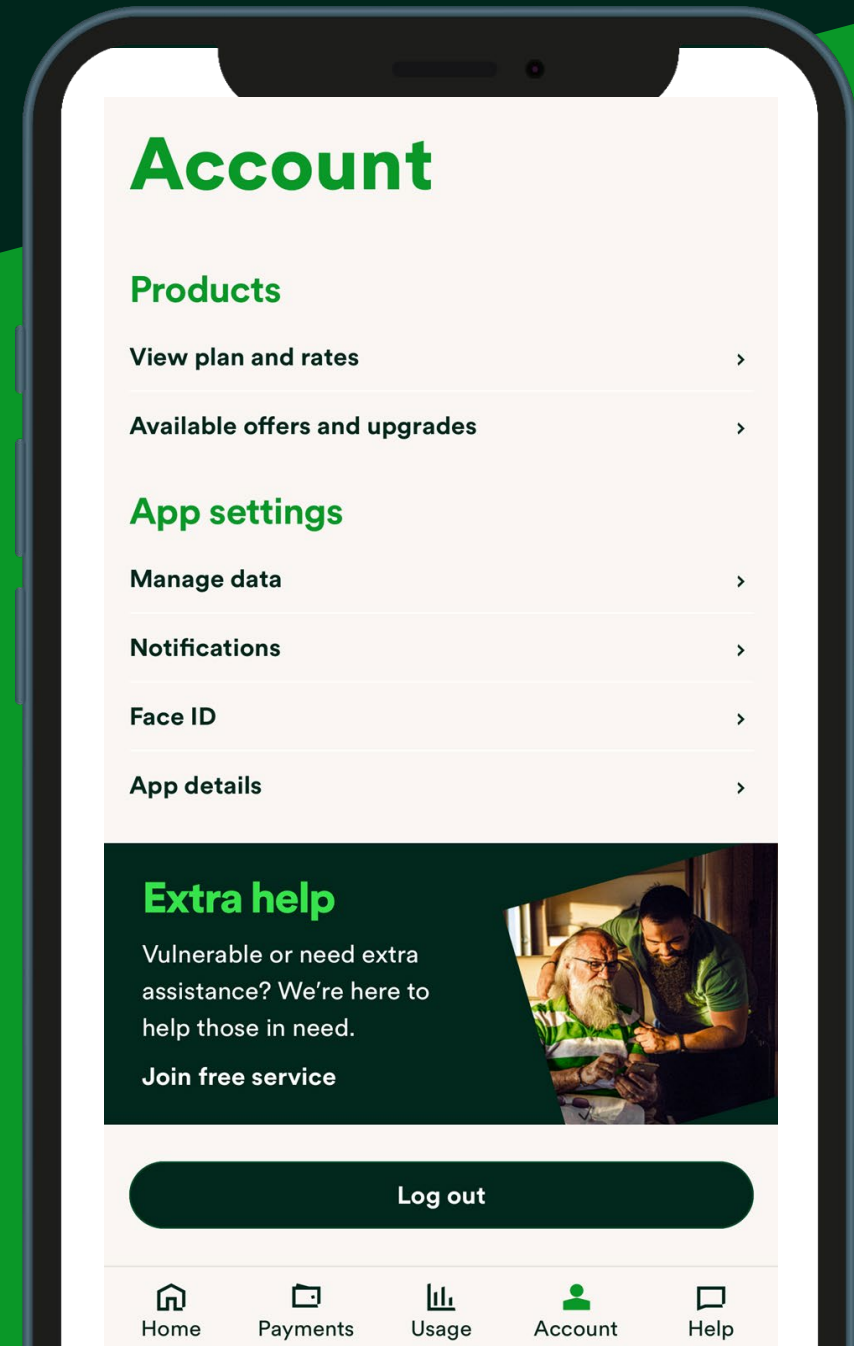 Account
Products
View plan and rates
Available offers and upgrades
App settings
Manage data
Notifications
Face ID
App details
Extra help
Vulnerable or need extra
assistance? We’re here to
help those in need.
Join free service
Log out
Home Payments Usage Account Help